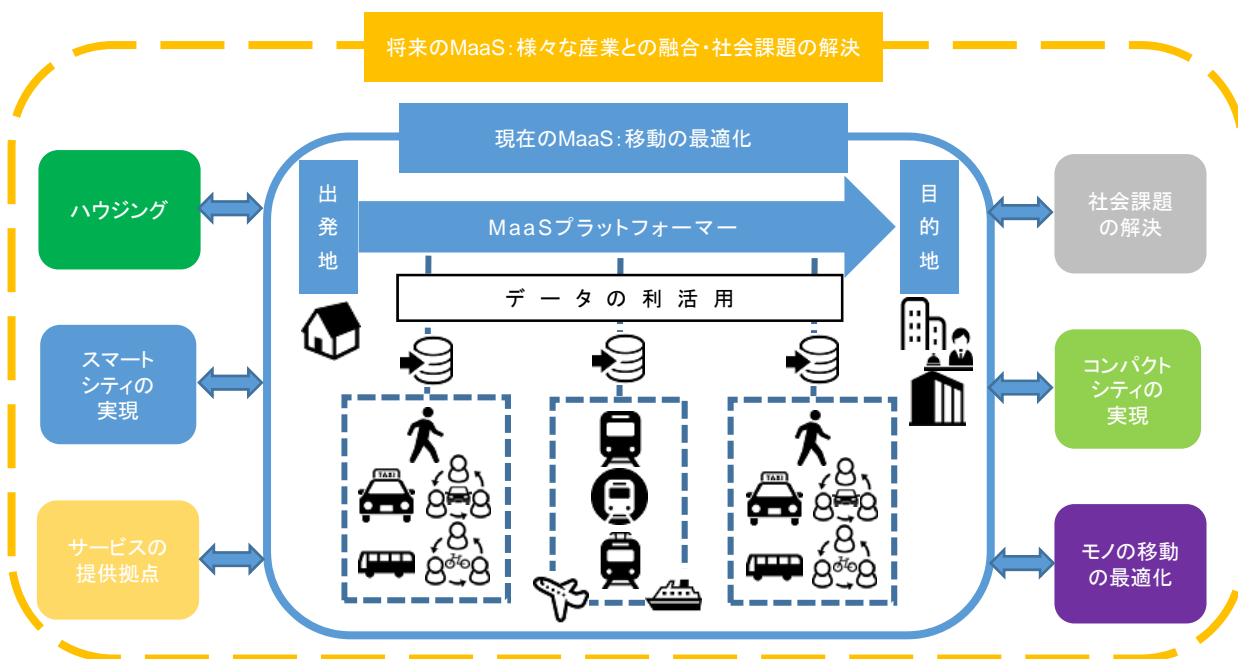 将来のMaaS：様々な産業との融合・社会課題の解決
現在のMaaS：移動の最適化
出発地
MaaSプラットフォーマー
目的地
データの利活用
ハウジング
スマート
シティの
実現
サービスの
提供拠点
社会課題
の解決
コンパクト
シティの
実現
モノの移動
の最適化
TAXI
TAXI